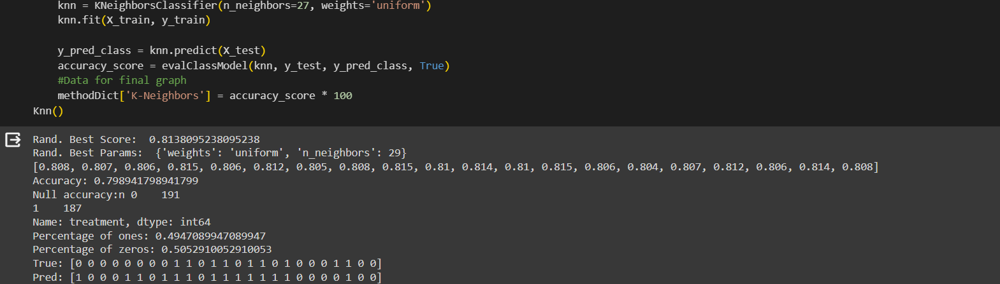 knn = KNeighborsClassifier(n_neighbors=27, weights='uniform')
knn.fit(X_train, y_train)
y_pred_class = knn.predict(X_test)
accuracy_score = evalClassModel(knn, y_test, y_pred_class, True)
#Data for final graph
methodDict['K-Neighbors'] = accuracy_score * 100
Knn()
Rand. Best Score:  0.8138095238095238
Rand. Best Params:  {'weights': 'uniform', 'n_neighbors': 29}
[0.808, 0.807, 0.806, 0.815, 0.806, 0.812, 0.805, 0.808, 0.815, 0.81, 0.814, 0.81, 0.815, 0.806, 0.804, 0.807, 0.812, 0.806, 0.814, 0.808]
Accuracy: 0.798941798941799
Null accuracy:n 0    191
1    187
Name: treatment, dtype: int64
Percentage of ones: 0.4947089947089947
Percentage of zeros: 0.5052910052910053
True: [0 0 0 0 0 0 0 0 1 1 0 1 1 0 1 1 0 1 0 0 0 1 1 0 0]
Pred: [1 0 0 0 1 1 0 1 1 1 0 1 1 1 1 1 1 1 0 0 0 0 1 0 0]